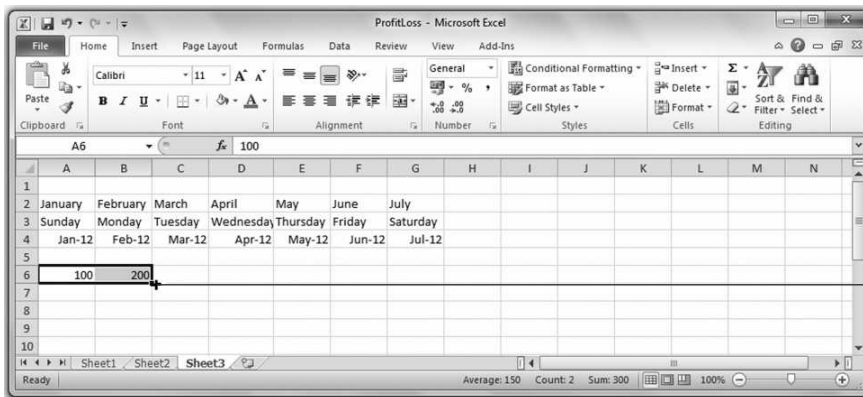 ProfitLoss - Microsoft Excel
File Home Insert Page Layout Formulas Data Review View Add-Ins
Paste
Calibri 11 A A
B I U A
General
% ,
Conditional Formatting
Format as Table
Cell Styles
Insert
Delete
Format
Σ
Sort & Filter
Find & Select
Clipboard Font Alignment Number Styles Cells Editing
A6 fx 100
A B C D E F G H I J K L M N
1
2 January February March April May June July
3 Sunday Monday Tuesday Wednesday Thursday Friday Saturday
4 Jan-12 Feb-12 Mar-12 Apr-12 May-12 Jun-12 Jul-12
5
6 100 200
7
8
9
10
Sheet1 Sheet2 Sheet3
Ready Average: 150 Count: 2 Sum: 300 100%